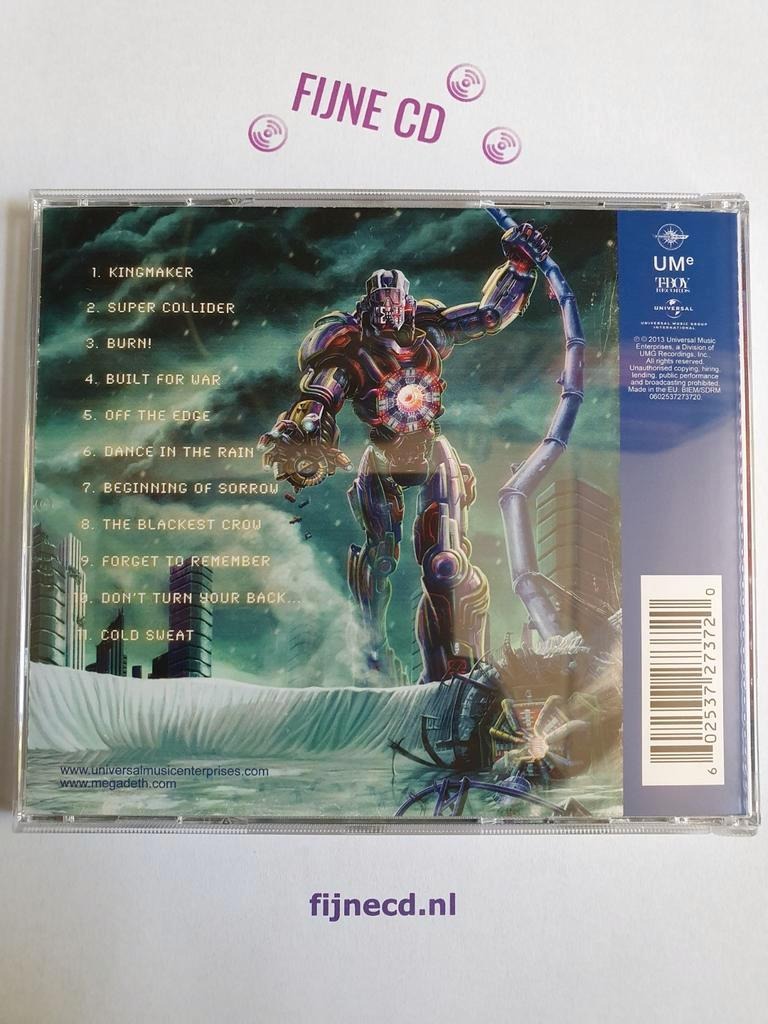 FIJNE CD
1. KINGMAKER
2. SUPER COLLIDER
3. BURN!
4. BUILT FOR WAR
5. OFF THE EDGE
6. DANCE IN THE RAIN
7. BEGINNING OF SORROW
8. THE BLACKEST CROW
9. FORGET TO REMEMBER
10. DON'T TURN YOUR BACK...
11. COLD SWEAT
www.universalmusicenterprises.com
www.megadeth.com
UMe
T-BOY
RECORDS
UNIVERSAL
UNIVERSAL MUSIC GROUP
INTERNATIONAL
℗ © 2013 Universal Music
Enterprises, a Division of
UMG Recordings, Inc.
All rights reserved.
Unauthorised copying, hiring,
lending, public performance
and broadcasting prohibited.
Made in the EU. BIEM/SDRM
0602537273720.
6 02537 27372 0
fijnecd.nl